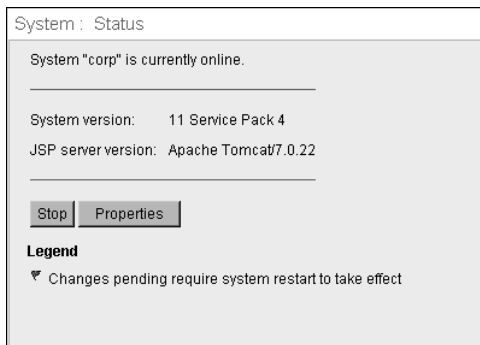 System : Status
System "corp" is currently online.
System version: 11 Service Pack 4
JSP server version: Apache Tomcat/7.0.22
Stop Properties
Legend
Changes pending require system restart to take effect